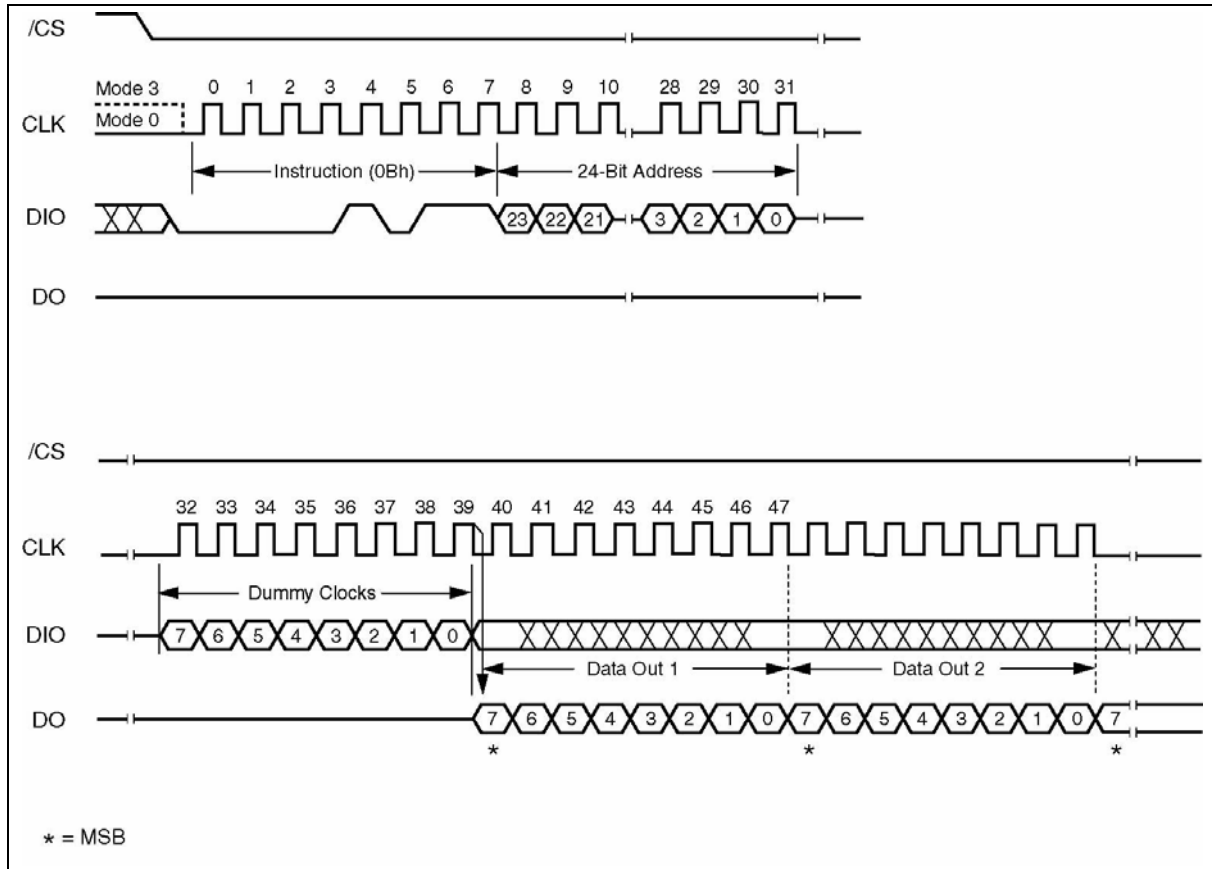 /CS
Mode 3
0 1 2 3 4 5 6 7 8 9 10 28 29 30 31
CLK
Mode 0
Instruction (0Bh) 24-Bit Address
DIO 23 22 21 3 2 1 0
DO
/CS
32 33 34 35 36 37 38 39 40 41 42 43 44 45 46 47
CLK
Dummy Clocks
DIO 7 6 5 4 3 2 1 0
Data Out 1 Data Out 2
DO 7 6 5 4 3 2 1 0 7 6 5 4 3 2 1 0 7
* * *
* = MSB